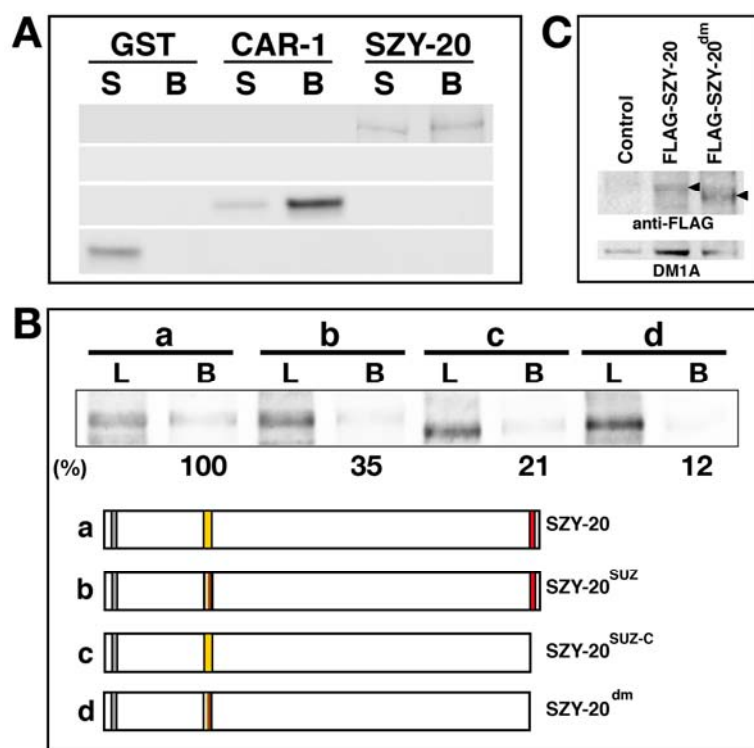 A
GST CAR-1 SZY-20
S B S B S B
C
Control
FLAG-SZY-20
FLAG-SZY-20dm
anti-FLAG
DM1A
B
a b c d
L B L B L B L B
(%) 100 35 21 12
a SZY-20
b SZY-20SUZ
c SZY-20SUZ-C
d SZY-20dm